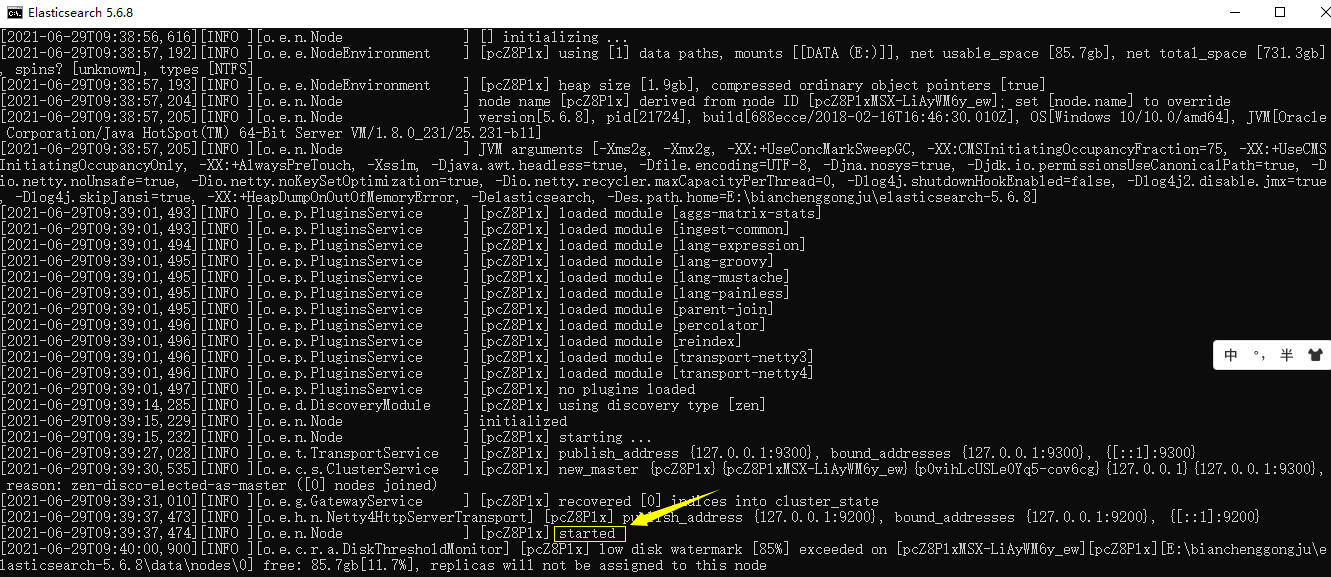 Elasticsearch 5.6.8
[2021-06-29T09:38:56,616][INFO ][o.e.n.Node               ] [] initializing ...
[2021-06-29T09:38:57,192][INFO ][o.e.e.NodeEnvironment    ] [pcZ8P1x] using [1] data paths, mounts [[DATA (E:)]], net usable_space [85.7gb], net total_space [731.3gb]
, spins? [unknown], types [NTFS]
[2021-06-29T09:38:57,193][INFO ][o.e.e.NodeEnvironment    ] [pcZ8P1x] heap size [1.9gb], compressed ordinary object pointers [true]
[2021-06-29T09:38:57,204][INFO ][o.e.n.Node               ] node name [pcZ8P1x] derived from node ID [pcZ8P1xMSX-LiAyWM6y_ew]; set [node.name] to override
[2021-06-29T09:38:57,205][INFO ][o.e.n.Node               ] version[5.6.8], pid[21724], build[688ecce/2018-02-16T16:46:30.010Z], OS[Windows 10/10.0/amd64], JVM[Oracle
 Corporation/Java HotSpot(TM) 64-Bit Server VM/1.8.0_231/25.231-b11]
[2021-06-29T09:38:57,205][INFO ][o.e.n.Node               ] JVM arguments [-Xms2g, -Xmx2g, -XX:+UseConcMarkSweepGC, -XX:CMSInitiatingOccupancyFraction=75, -XX:+UseCMS
InitiatingOccupancyOnly, -XX:+AlwaysPreTouch, -Xss1m, -Djava.awt.headless=true, -Dfile.encoding=UTF-8, -Djna.nosys=true, -Djdk.io.permissionsUseCanonicalPath=true, -D
io.netty.noUnsafe=true, -Dio.netty.noKeySetOptimization=true, -Dio.netty.recycler.maxCapacityPerThread=0, -Dlog4j.shutdownHookEnabled=false, -Dlog4j2.disable.jmx=true
, -Dlog4j.skipJansi=true, -XX:+HeapDumpOnOutOfMemoryError, -Delasticsearch, -Des.path.home=E:\bianchenggongju\elasticsearch-5.6.8]
[2021-06-29T09:39:01,493][INFO ][o.e.p.PluginsService     ] [pcZ8P1x] loaded module [aggs-matrix-stats]
[2021-06-29T09:39:01,493][INFO ][o.e.p.PluginsService     ] [pcZ8P1x] loaded module [ingest-common]
[2021-06-29T09:39:01,494][INFO ][o.e.p.PluginsService     ] [pcZ8P1x] loaded module [lang-expression]
[2021-06-29T09:39:01,495][INFO ][o.e.p.PluginsService     ] [pcZ8P1x] loaded module [lang-groovy]
[2021-06-29T09:39:01,495][INFO ][o.e.p.PluginsService     ] [pcZ8P1x] loaded module [lang-mustache]
[2021-06-29T09:39:01,495][INFO ][o.e.p.PluginsService     ] [pcZ8P1x] loaded module [lang-painless]
[2021-06-29T09:39:01,495][INFO ][o.e.p.PluginsService     ] [pcZ8P1x] loaded module [parent-join]
[2021-06-29T09:39:01,496][INFO ][o.e.p.PluginsService     ] [pcZ8P1x] loaded module [percolator]
[2021-06-29T09:39:01,496][INFO ][o.e.p.PluginsService     ] [pcZ8P1x] loaded module [reindex]
[2021-06-29T09:39:01,496][INFO ][o.e.p.PluginsService     ] [pcZ8P1x] loaded module [transport-netty3]
[2021-06-29T09:39:01,496][INFO ][o.e.p.PluginsService     ] [pcZ8P1x] loaded module [transport-netty4]
[2021-06-29T09:39:01,497][INFO ][o.e.p.PluginsService     ] [pcZ8P1x] no plugins loaded
[2021-06-29T09:39:14,285][INFO ][o.e.d.DiscoveryModule    ] [pcZ8P1x] using discovery type [zen]
[2021-06-29T09:39:15,229][INFO ][o.e.n.Node               ] initialized
[2021-06-29T09:39:15,232][INFO ][o.e.n.Node               ] [pcZ8P1x] starting ...
[2021-06-29T09:39:27,028][INFO ][o.e.t.TransportService   ] [pcZ8P1x] publish_address {127.0.0.1:9300}, bound_addresses {127.0.0.1:9300}, {[::1]:9300}
[2021-06-29T09:39:30,535][INFO ][o.e.c.s.ClusterService   ] [pcZ8P1x] new_master {pcZ8P1x}{pcZ8P1xMSX-LiAyWM6y_ew}{p0vihLcUSLeOYq5-cov6cg}{127.0.0.1}{127.0.0.1:9300},
reason: zen-disco-elected-as-master ([0] nodes joined)
[2021-06-29T09:39:31,010][INFO ][o.e.g.GatewayService     ] [pcZ8P1x] recovered [0] indices into cluster_state
[2021-06-29T09:39:37,473][INFO ][o.e.h.n.Netty4HttpServerTransport] [pcZ8P1x] publish_address {127.0.0.1:9200}, bound_addresses {127.0.0.1:9200}, {[::1]:9200}
[2021-06-29T09:39:37,474][INFO ][o.e.n.Node               ] [pcZ8P1x] started
[2021-06-29T09:40:00,900][INFO ][o.e.c.r.a.DiskThresholdMonitor] [pcZ8P1x] low disk watermark [85%] exceeded on [pcZ8P1xMSX-LiAyWM6y_ew][pcZ8P1x][E:\bianchenggongju\e
lasticsearch-5.6.8\data\nodes\0] free: 85.7gb[11.7%], replicas will not be assigned to this node
中 °, 半